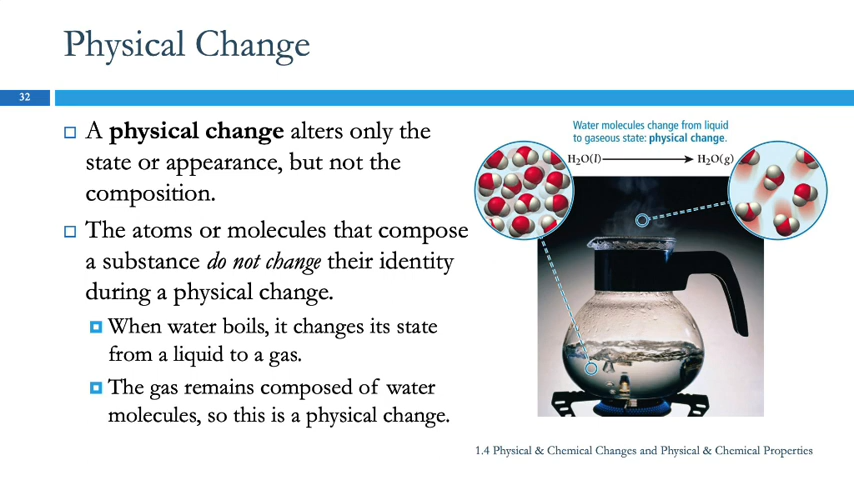 Physical Change
32
A physical change alters only the
state or appearance, but not the
composition.
The atoms or molecules that compose
a substance do not change their identity
during a physical change.
When water boils, it changes its state
from a liquid to a gas.
The gas remains composed of water
molecules, so this is a physical change.
Water molecules change from liquid
to gaseous state: physical change.
H₂O(l) → H₂O(g)
1.4 Physical & Chemical Changes and Physical & Chemical Properties